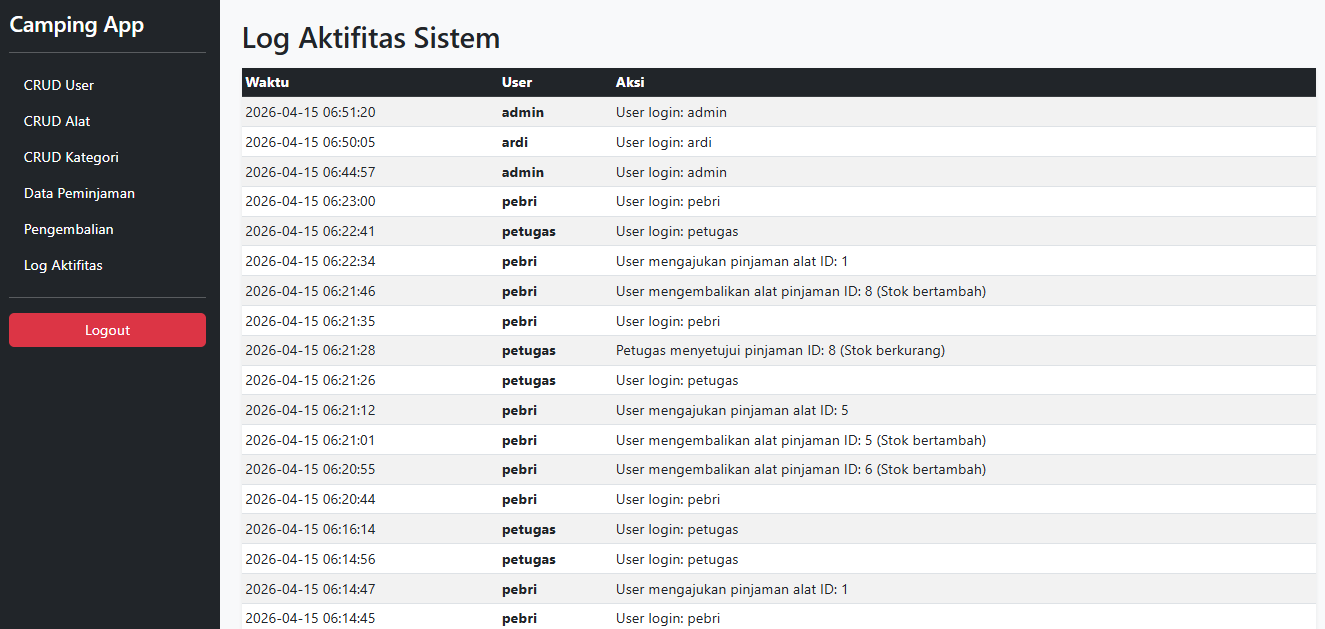 Camping App
CRUD User
CRUD Alat
CRUD Kategori
Data Peminjaman
Pengembalian
Log Aktifitas
Logout
Log Aktifitas Sistem
Waktu User Aksi
2026-04-15 06:51:20 admin User login: admin
2026-04-15 06:50:05 ardi User login: ardi
2026-04-15 06:44:57 admin User login: admin
2026-04-15 06:23:00 pebri User login: pebri
2026-04-15 06:22:41 petugas User login: petugas
2026-04-15 06:22:34 pebri User mengajukan pinjaman alat ID: 1
2026-04-15 06:21:46 pebri User mengembalikan alat pinjaman ID: 8 (Stok bertambah)
2026-04-15 06:21:35 pebri User login: pebri
2026-04-15 06:21:28 petugas Petugas menyetujui pinjaman ID: 8 (Stok berkurang)
2026-04-15 06:21:26 petugas User login: petugas
2026-04-15 06:21:12 pebri User mengajukan pinjaman alat ID: 5
2026-04-15 06:21:01 pebri User mengembalikan alat pinjaman ID: 5 (Stok bertambah)
2026-04-15 06:20:55 pebri User mengembalikan alat pinjaman ID: 6 (Stok bertambah)
2026-04-15 06:20:44 pebri User login: pebri
2026-04-15 06:16:14 petugas User login: petugas
2026-04-15 06:14:56 petugas User login: petugas
2026-04-15 06:14:47 pebri User mengajukan pinjaman alat ID: 1
2026-04-15 06:14:45 pebri User login: pebri